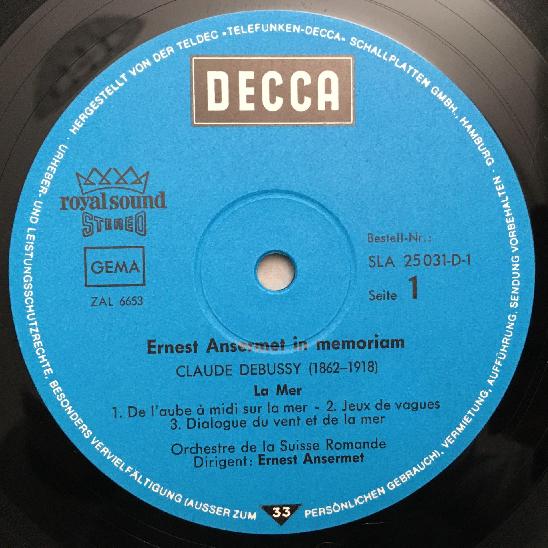 HERGESTELLT VON DER TELDEC »TELEFUNKEN-DECCA« SCHALLPLATTEN GMBH., HAMBURG · URHEBER- UND LEISTUNGSSCHUTZRECHTE, BESONDERS VERVIELFÄLTIGUNG (AUSSER ZUM PERSÖNLICHEN GEBRAUCH), VERMIETUNG, AUFFÜHRUNG, SENDUNG VORBEHALTEN ·
DECCA
royal sound
STEREO
GEMA
ZAL 6653
Bestell-Nr.:
SLA 25 031-D-1
Seite 1
Ernest Ansermet in memoriam
CLAUDE DEBUSSY (1862–1918)
La Mer
1. De l'aube à midi sur la mer - 2. Jeux de vagues
3. Dialogue du vent et de la mer
Orchestre de la Suisse Romande
Dirigent: Ernest Ansermet
33